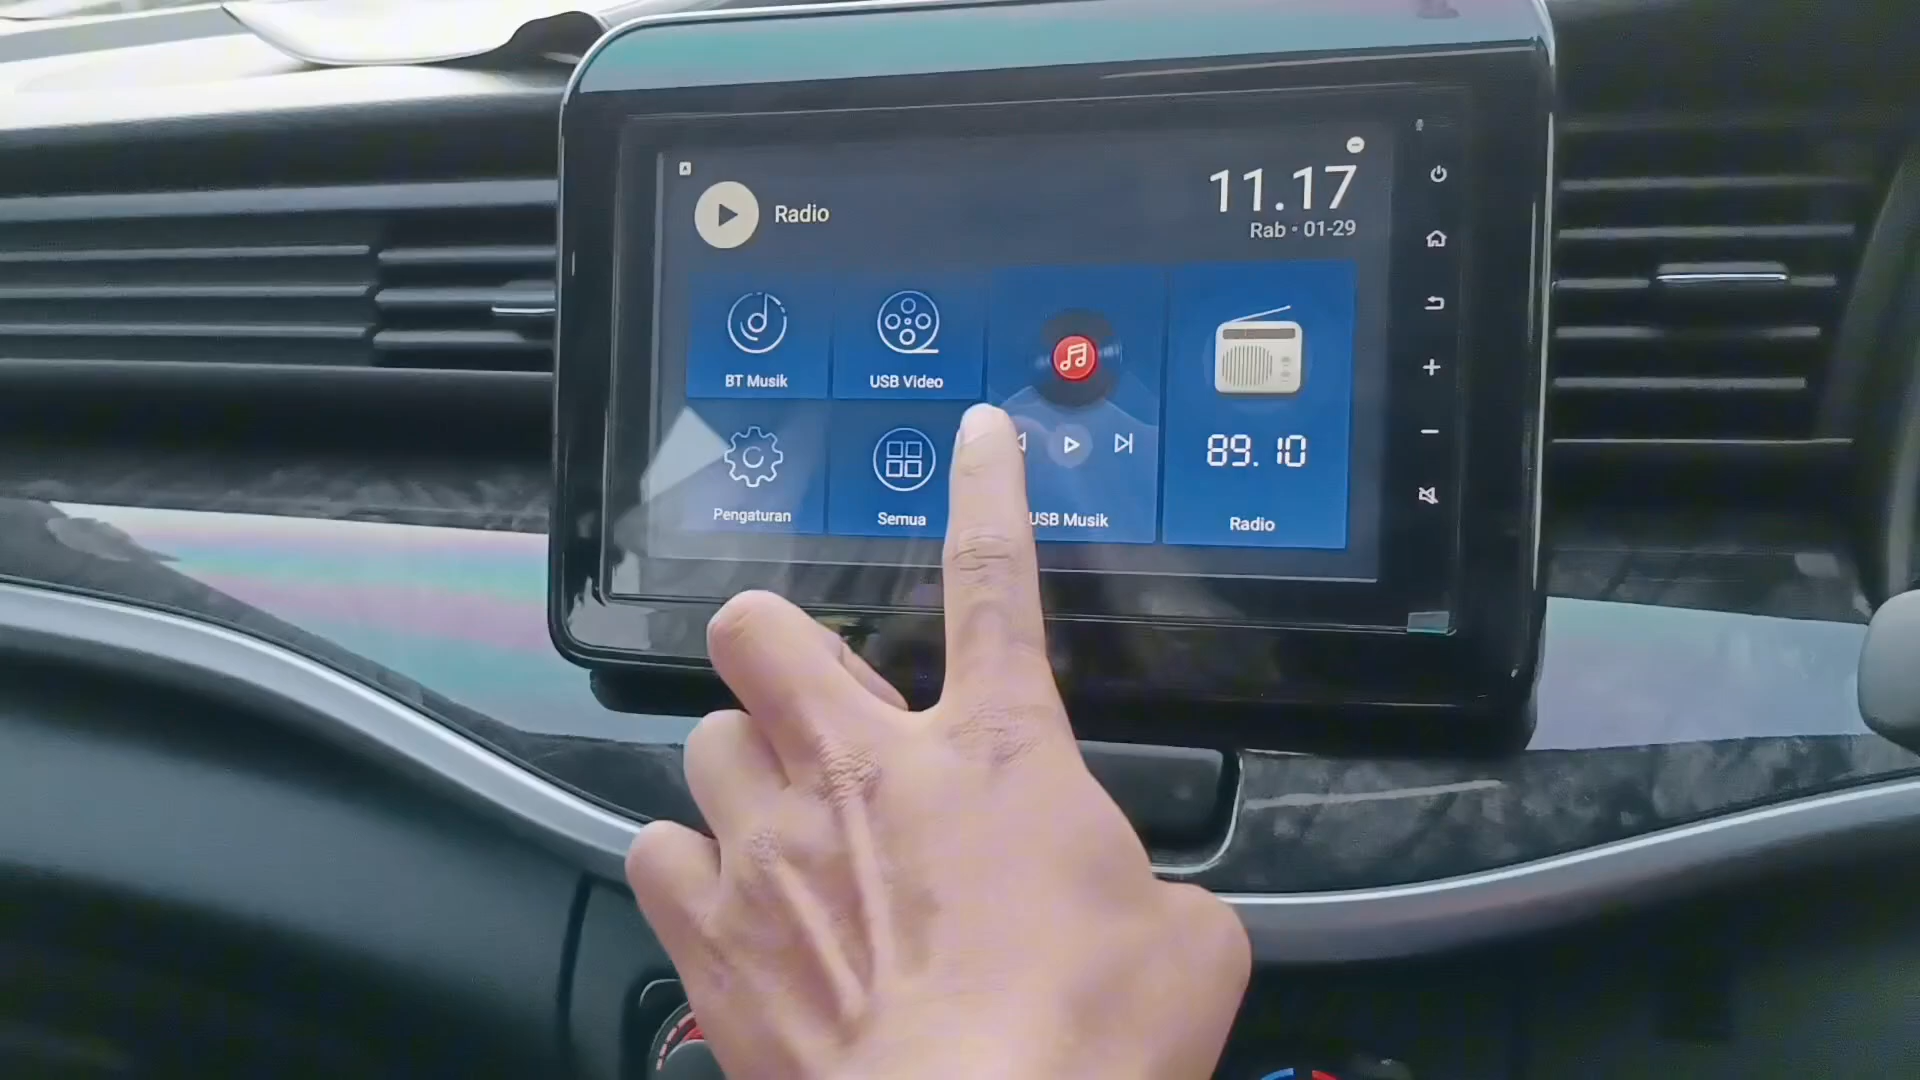 Radio
11.17
Rab • 01-29
BT Musik
USB Video
Pengaturan
Semua
USB Musik
89.10
Radio